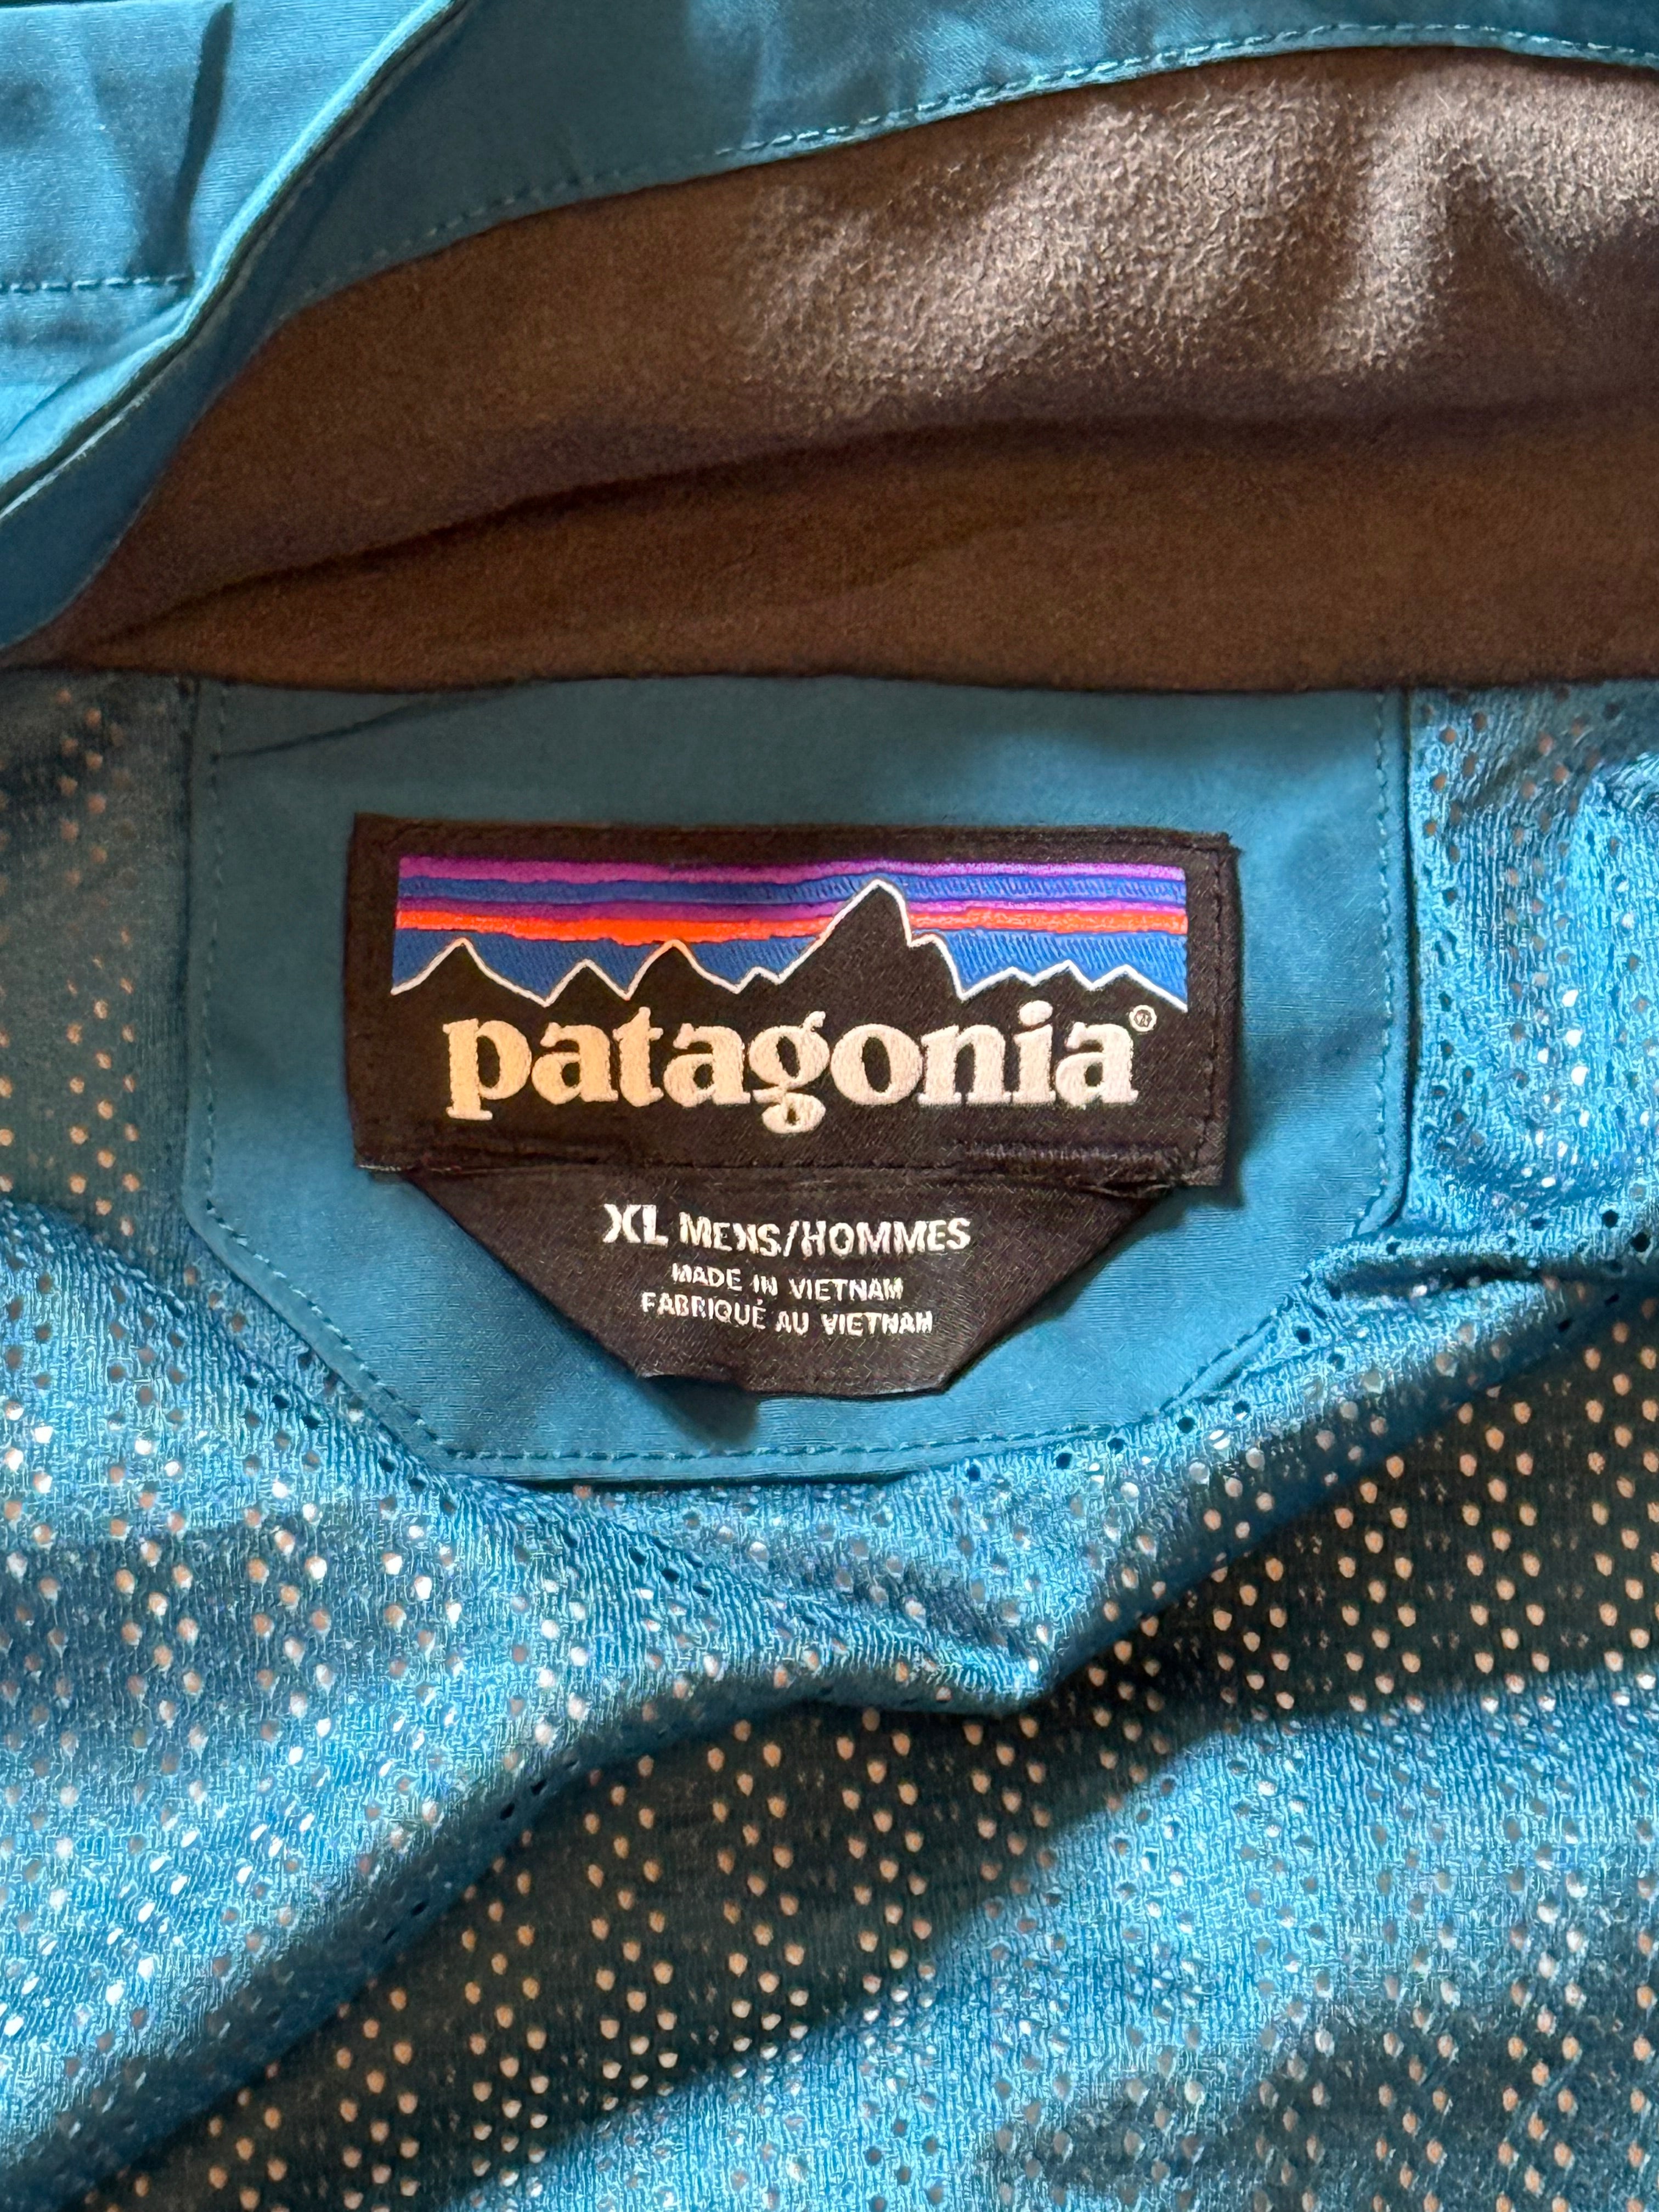 patagonia®
XL MENS/HOMMES
MADE IN VIETNAM
FABRIQUÉ AU VIETNAM